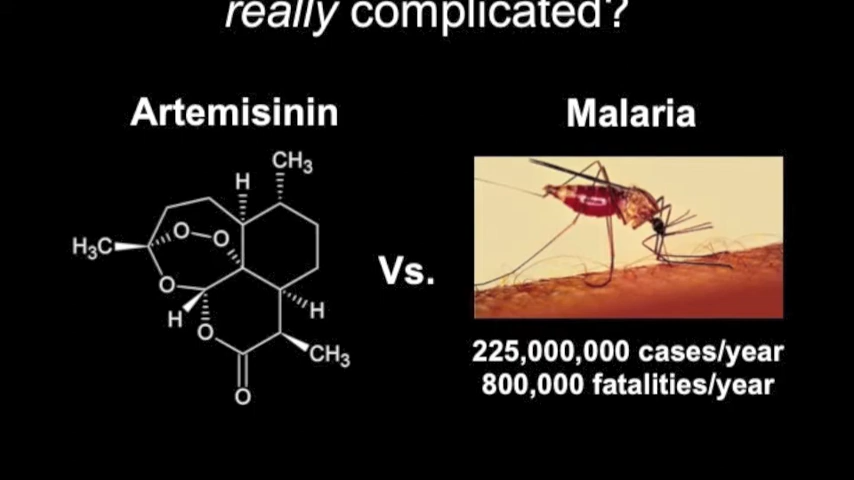 really complicated?
Artemisinin
Malaria
CH3
H
H3C
O
O
Vs.
O
H
H
O
CH3
O
225,000,000 cases/year
800,000 fatalities/year